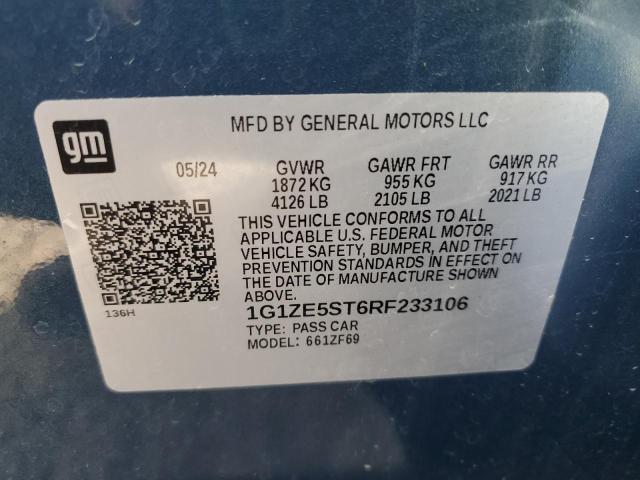 gm
MFD BY GENERAL MOTORS LLC
05/24 GVWR GAWR FRT GAWR RR
1872 KG 955 KG 917 KG
4126 LB 2105 LB 2021 LB
THIS VEHICLE CONFORMS TO ALL
APPLICABLE U.S. FEDERAL MOTOR
VEHICLE SAFETY, BUMPER, AND THEFT
PREVENTION STANDARDS IN EFFECT ON
THE DATE OF MANUFACTURE SHOWN
ABOVE.
136H
1G1ZE5ST6RF233106
TYPE: PASS CAR
MODEL: 661ZF69